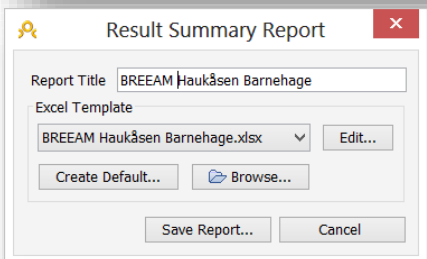 Result Summary Report
Report Title BREEAM Haukåsen Barnehage
Excel Template
BREEAM Haukåsen Barnehage.xlsx Edit...
Create Default... Browse...
Save Report... Cancel